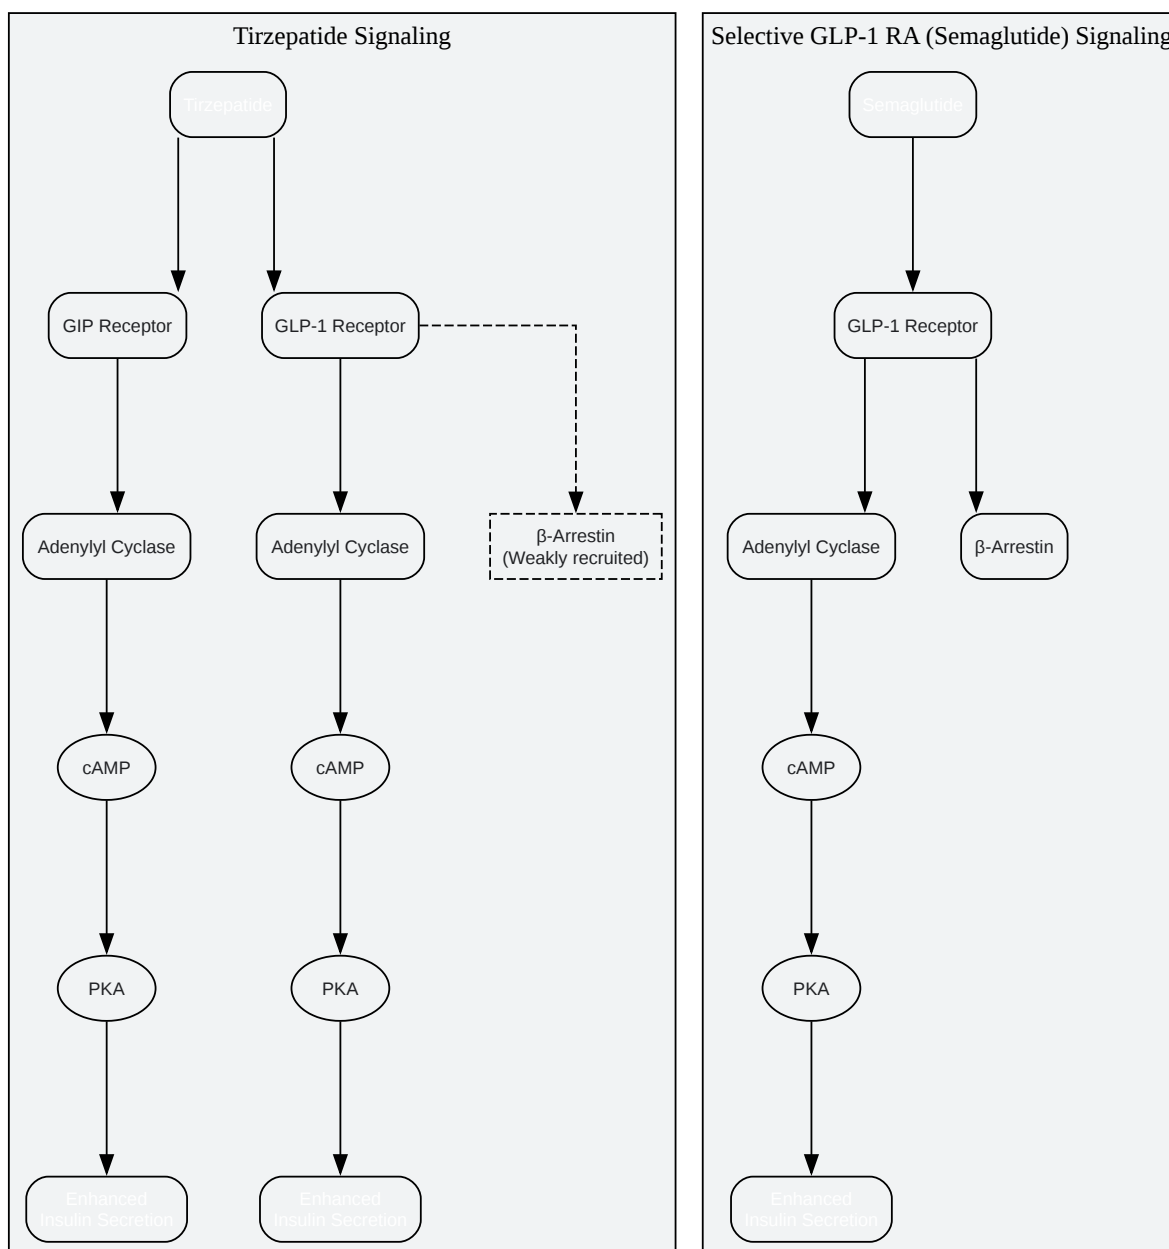 Tirzepatide Signaling
Tirzepatide
GIP Receptor
GLP-1 Receptor
Adenylyl Cyclase
Adenylyl Cyclase
β-Arrestin
(Weakly recruited)
cAMP
cAMP
PKA
PKA
Enhanced
Insulin Secretion
Enhanced
Insulin Secretion
Selective GLP-1 RA (Semaglutide) Signaling
Semaglutide
GLP-1 Receptor
Adenylyl Cyclase
β-Arrestin
cAMP
PKA
Enhanced
Insulin Secretion